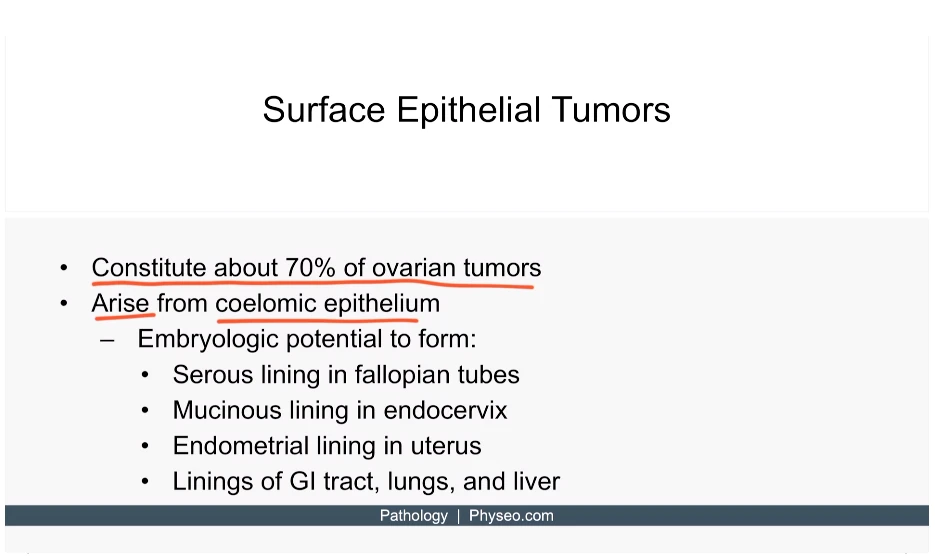 Surface Epithelial Tumors
• Constitute about 70% of ovarian tumors
• Arise from coelomic epithelium
– Embryologic potential to form:
• Serous lining in fallopian tubes
• Mucinous lining in endocervix
• Endometrial lining in uterus
• Linings of GI tract, lungs, and liver
Pathology | Physeo.com